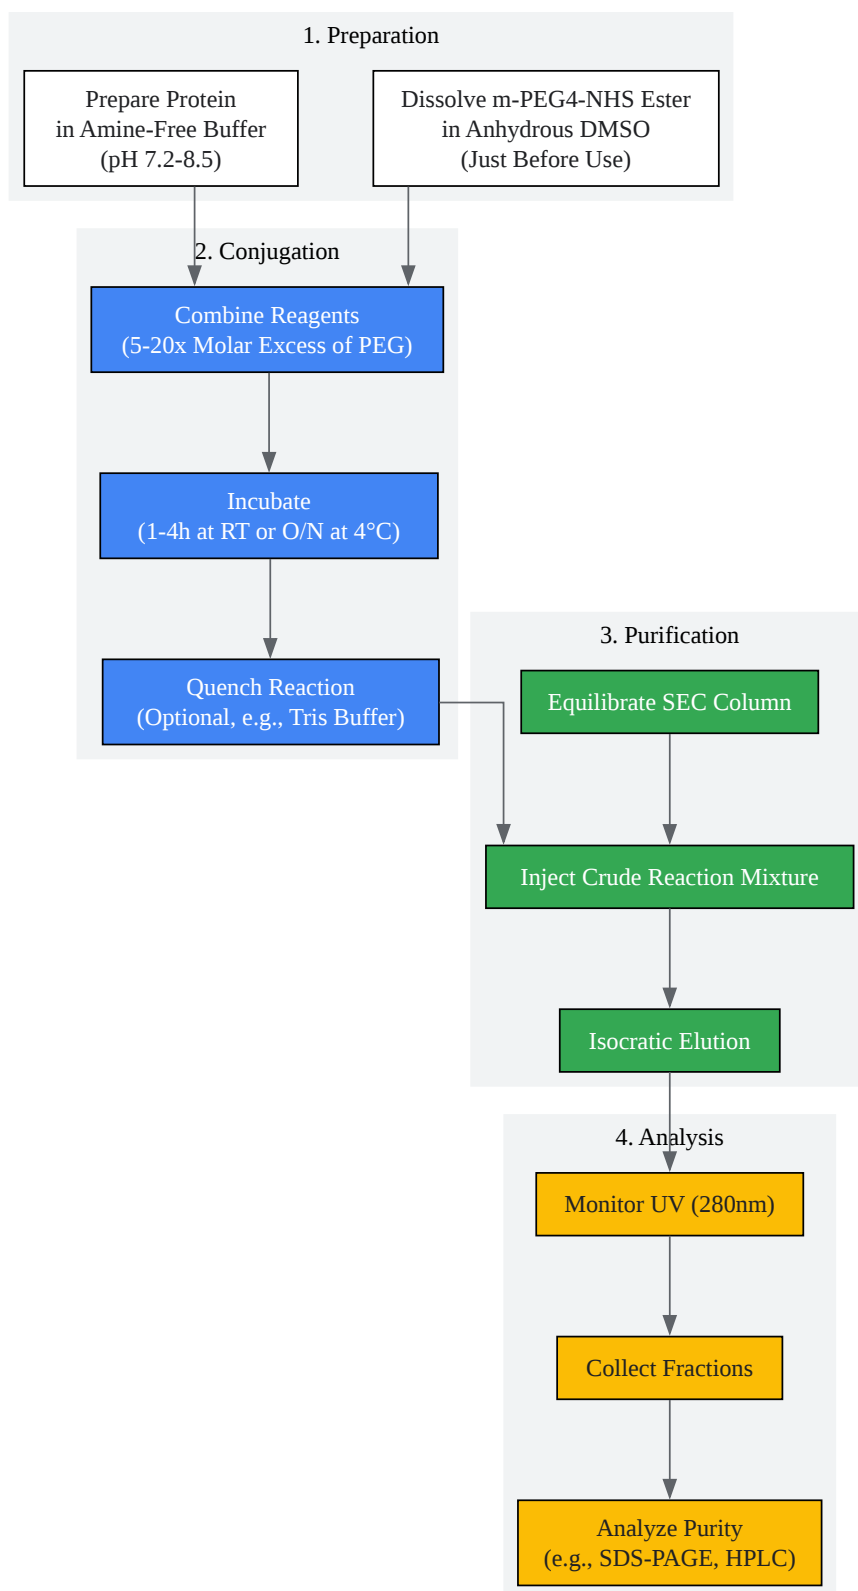 1. Preparation
Prepare Protein
in Amine-Free Buffer
(pH 7.2-8.5)
Dissolve m-PEG4-NHS Ester
in Anhydrous DMSO
(Just Before Use)
2. Conjugation
Combine Reagents
(5-20x Molar Excess of PEG)
Incubate
(1-4h at RT or O/N at 4°C)
Quench Reaction
(Optional, e.g., Tris Buffer)
3. Purification
Equilibrate SEC Column
Inject Crude Reaction Mixture
Isocratic Elution
4. Analysis
Monitor UV (280nm)
Collect Fractions
Analyze Purity
(e.g., SDS-PAGE, HPLC)